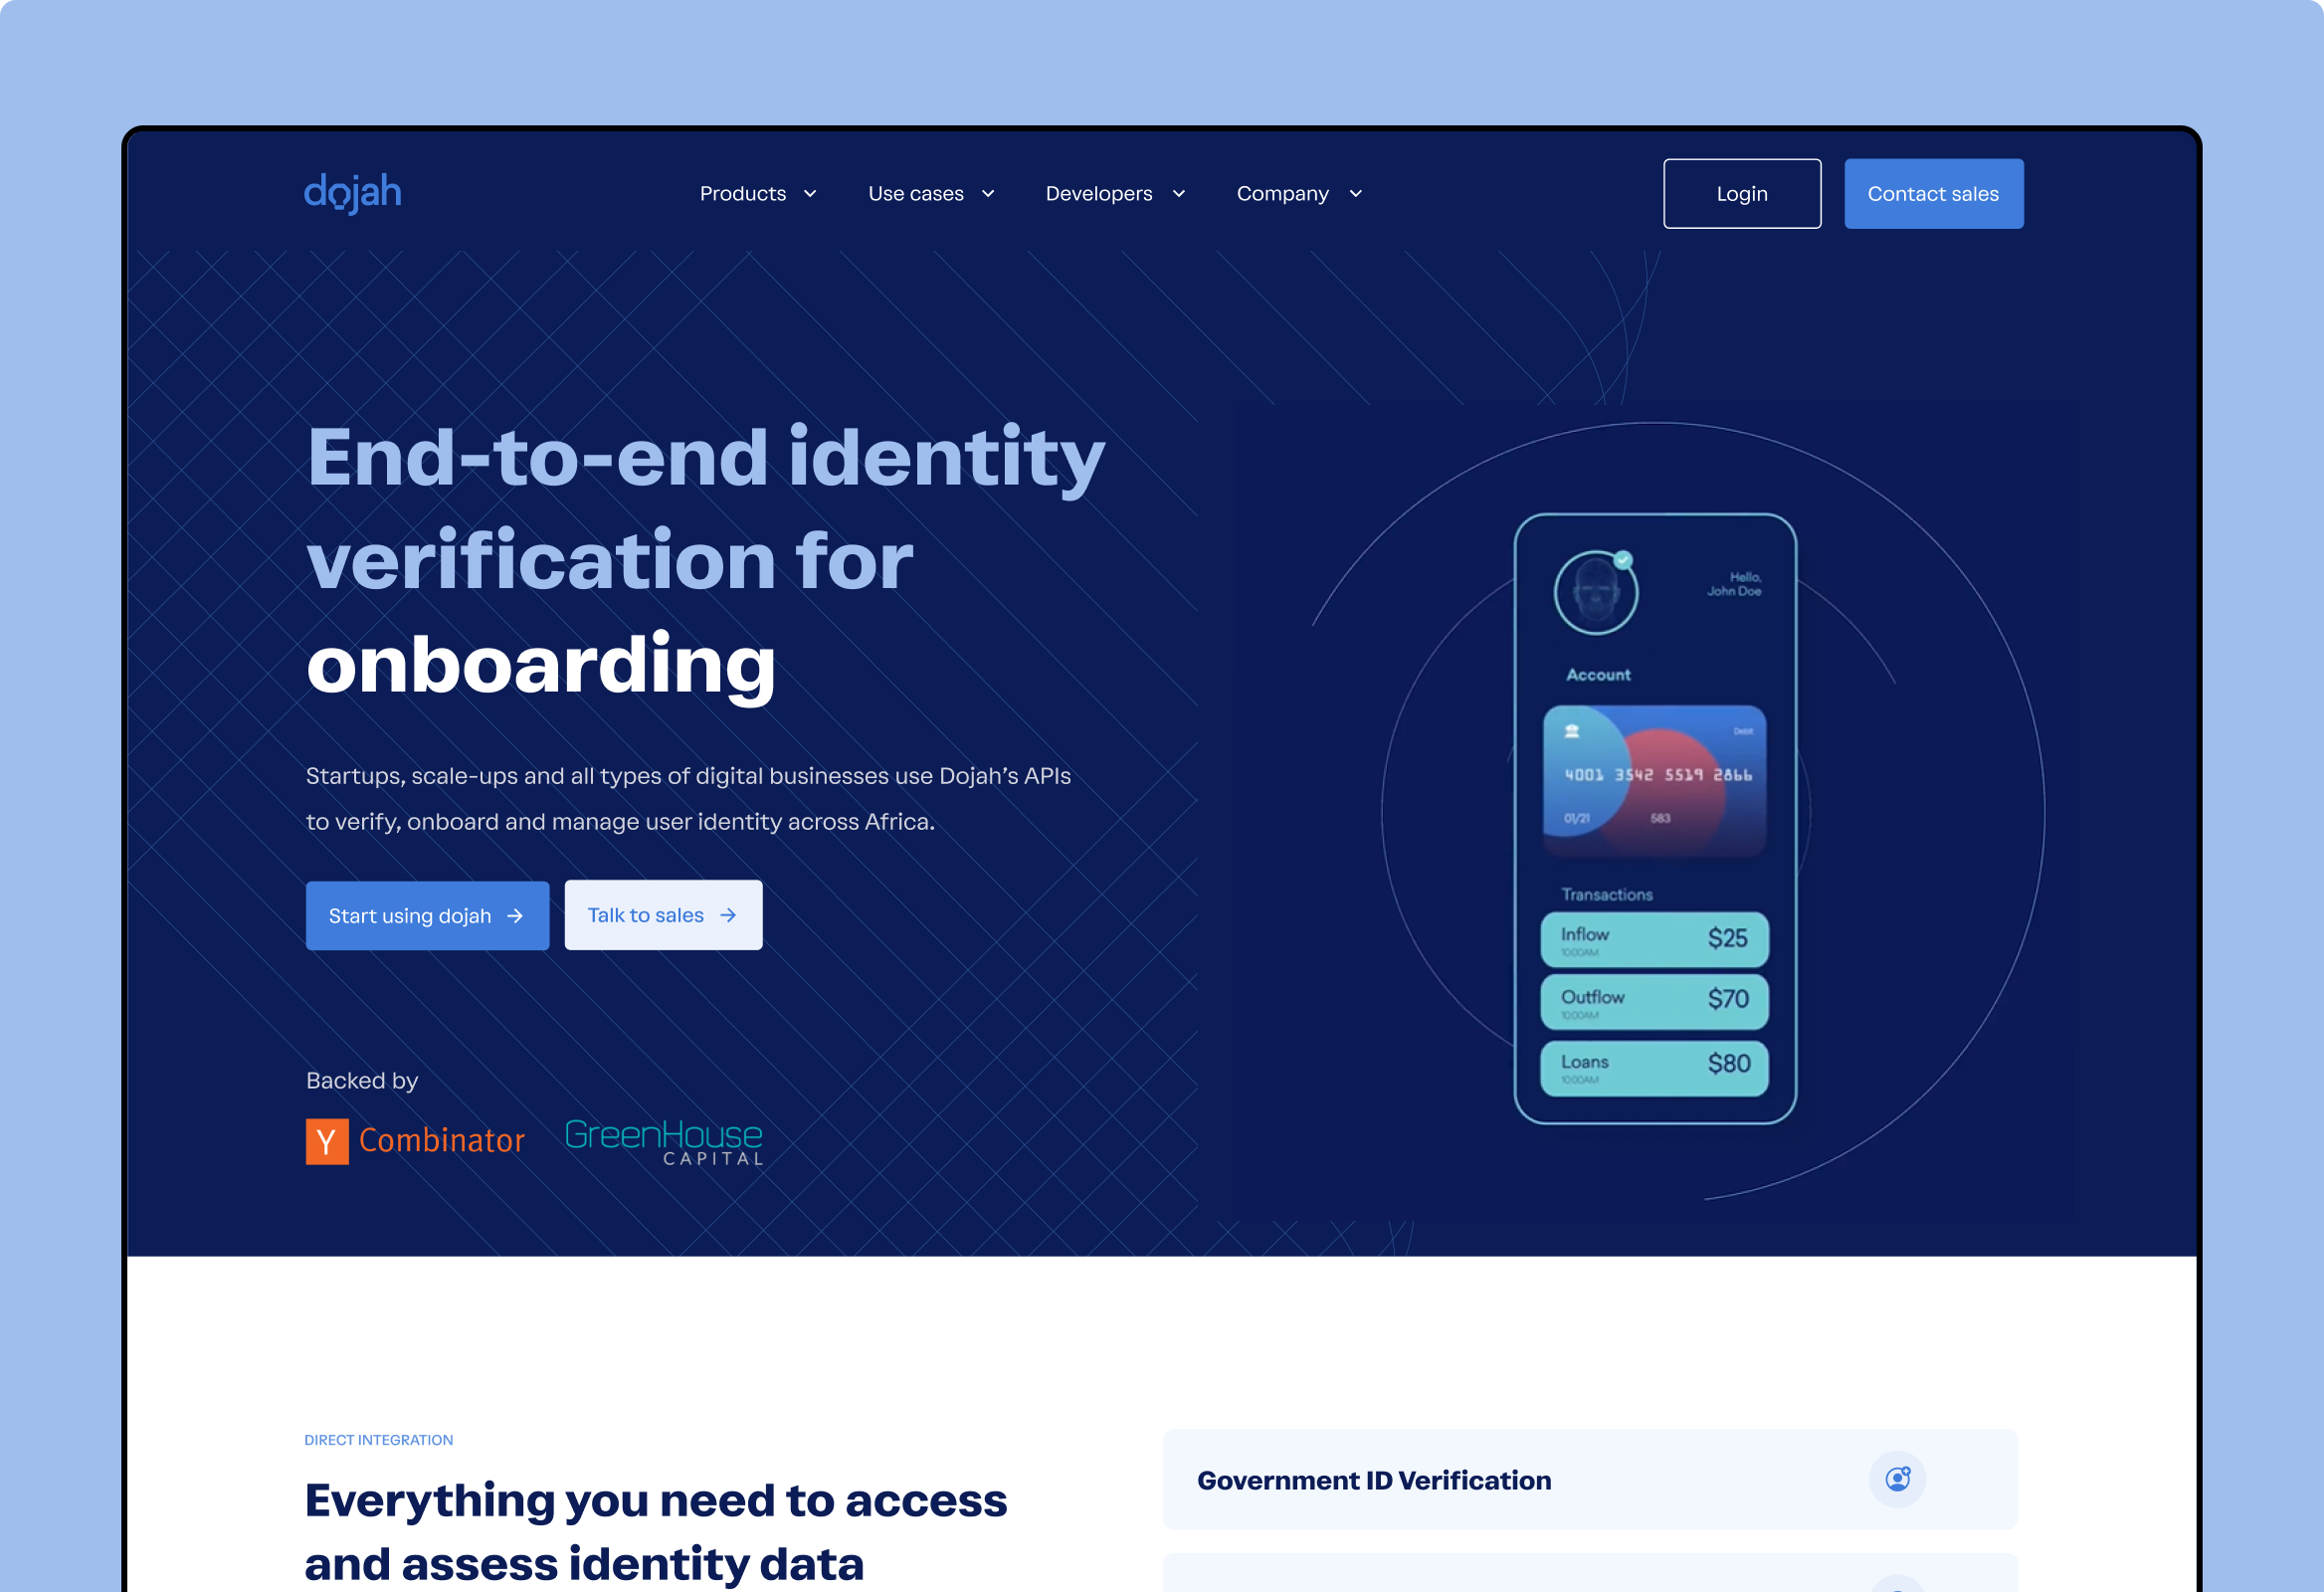 dojah
Products
Use cases
Developers
Company
Login
Contact sales
End-to-end identity
verification for
onboarding
Startups, scale-ups and all types of digital businesses use Dojah’s APIs
to verify, onboard and manage user identity across Africa.
Start using dojah →
Talk to sales →
Backed by
Y Combinator
GreenHouse
CAPITAL
Hello,
John Doe
Account
Debit
4001 3542 5519 2866
01/21 583
Transactions
Inflow $25
10:00AM
Outflow $70
10:00AM
Loans $80
10:00AM
DIRECT INTEGRATION
Everything you need to access
and assess identity data
Government ID Verification